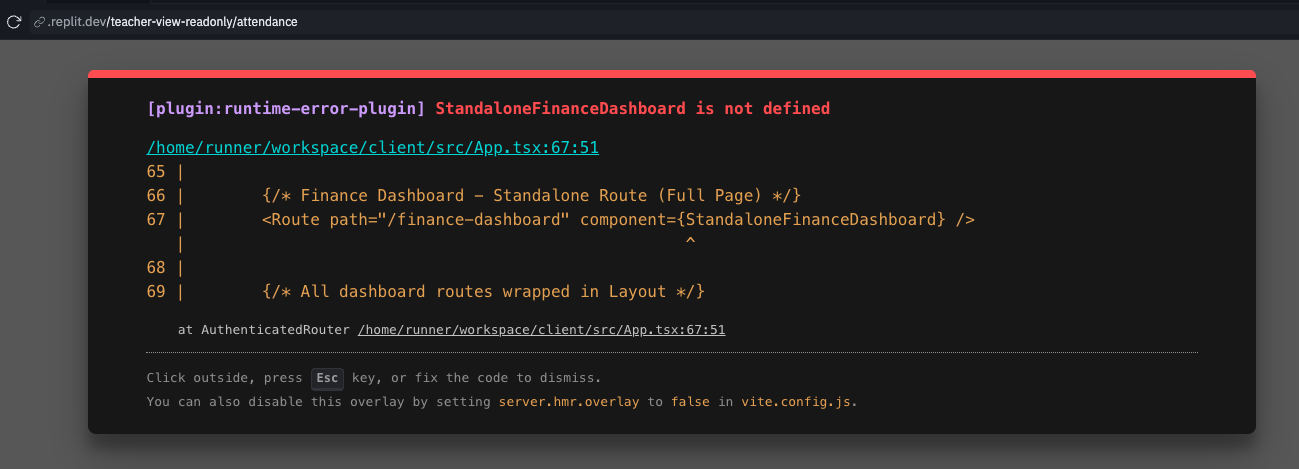 .replit.dev/teacher-view-readonly/attendance
[plugin:runtime-error-plugin] StandaloneFinanceDashboard is not defined
/home/runner/workspace/client/src/App.tsx:67:51
65 |
66 |        {/* Finance Dashboard - Standalone Route (Full Page) */}
67 |        <Route path="/finance-dashboard" component={StandaloneFinanceDashboard} />
   |                                                    ^
68 |
69 |        {/* All dashboard routes wrapped in Layout */}
at AuthenticatedRouter /home/runner/workspace/client/src/App.tsx:67:51
Click outside, press Esc key, or fix the code to dismiss.
You can also disable this overlay by setting server.hmr.overlay to false in vite.config.js.